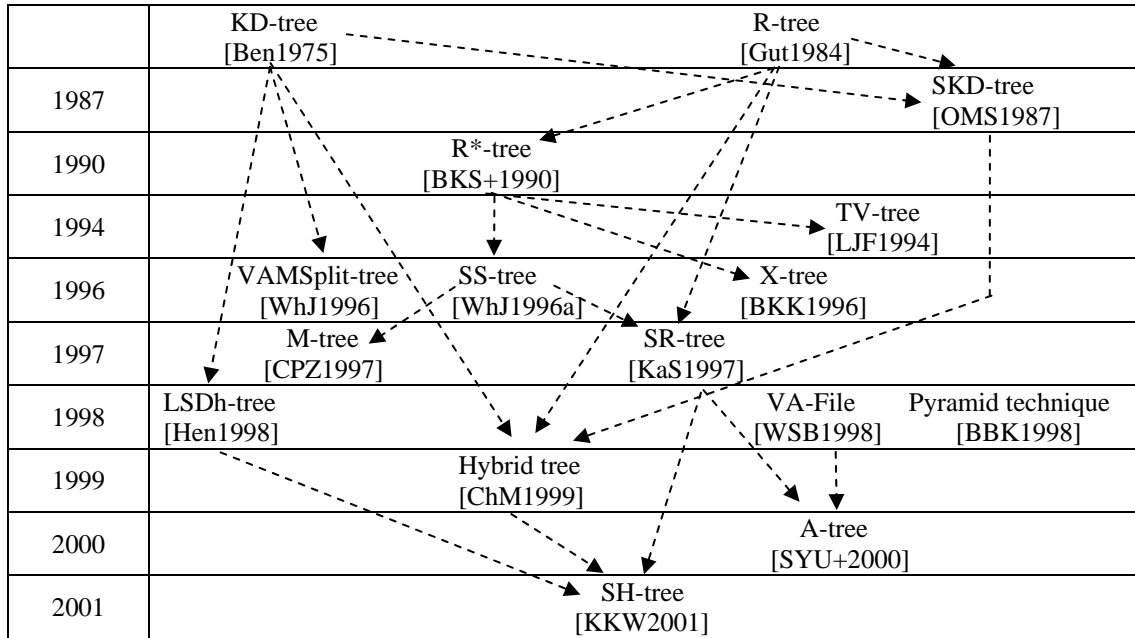 KD-tree
[Ben1975]
R-tree
[Gut1984]
1987
SKD-tree
[OMS1987]
1990
R*-tree
[BKS+1990]
1994
TV-tree
[LJF1994]
1996
VAMSplit-tree
[WhJ1996]
SS-tree
[WhJ1996a]
X-tree
[BKK1996]
1997
M-tree
[CPZ1997]
SR-tree
[KaS1997]
1998
LSDh-tree
[Hen1998]
VA-File
[WSB1998]
Pyramid technique
[BBK1998]
1999
Hybrid tree
[ChM1999]
2000
A-tree
[SYU+2000]
2001
SH-tree
[KKW2001]